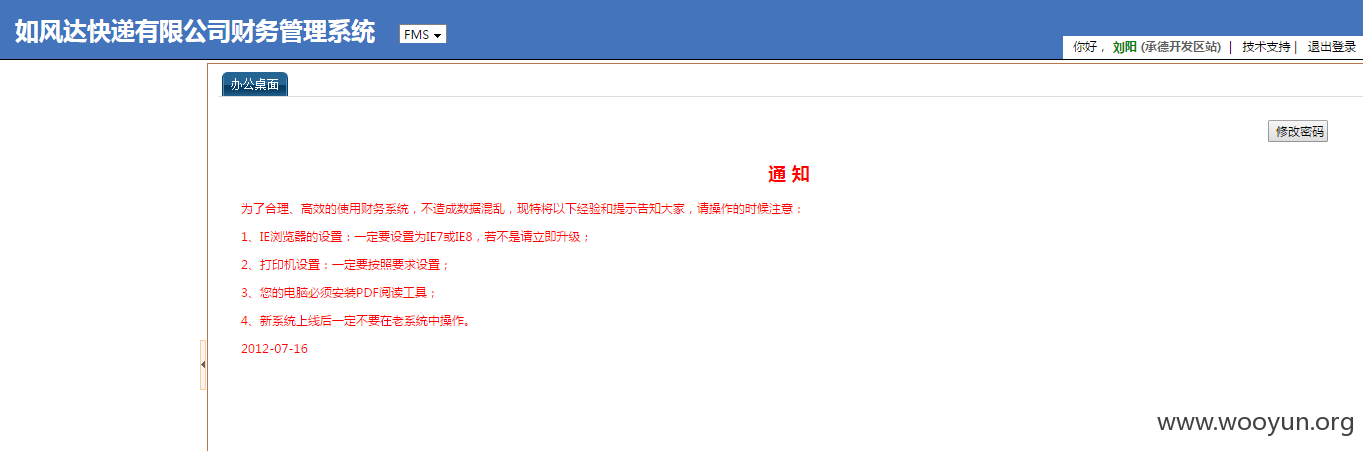 如风达快递有限公司财务管理系统 FMS
你好， 刘阳 (承德开发区站) | 技术支持 | 退出登录
办公桌面
修改密码
通 知
为了合理、高效的使用财务系统，不造成数据混乱，现特将以下经验和提示告知大家，请操作的时候注意：
1、IE浏览器的设置：一定要设置为IE7或IE8，若不是请立即升级；
2、打印机设置：一定要按照要求设置；
3、您的电脑必须安装PDF阅读工具；
4、新系统上线后一定不要在老系统中操作。
2012-07-16
www.wooyun.org